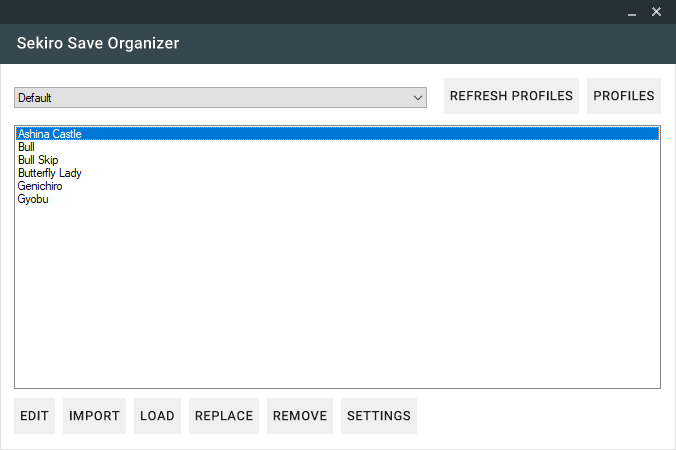 Sekiro Save Organizer
Default
REFRESH PROFILES
PROFILES
Ashina Castle
Bull
Bull Skip
Butterfly Lady
Genichiro
Gyobu
EDIT
IMPORT
LOAD
REPLACE
REMOVE
SETTINGS